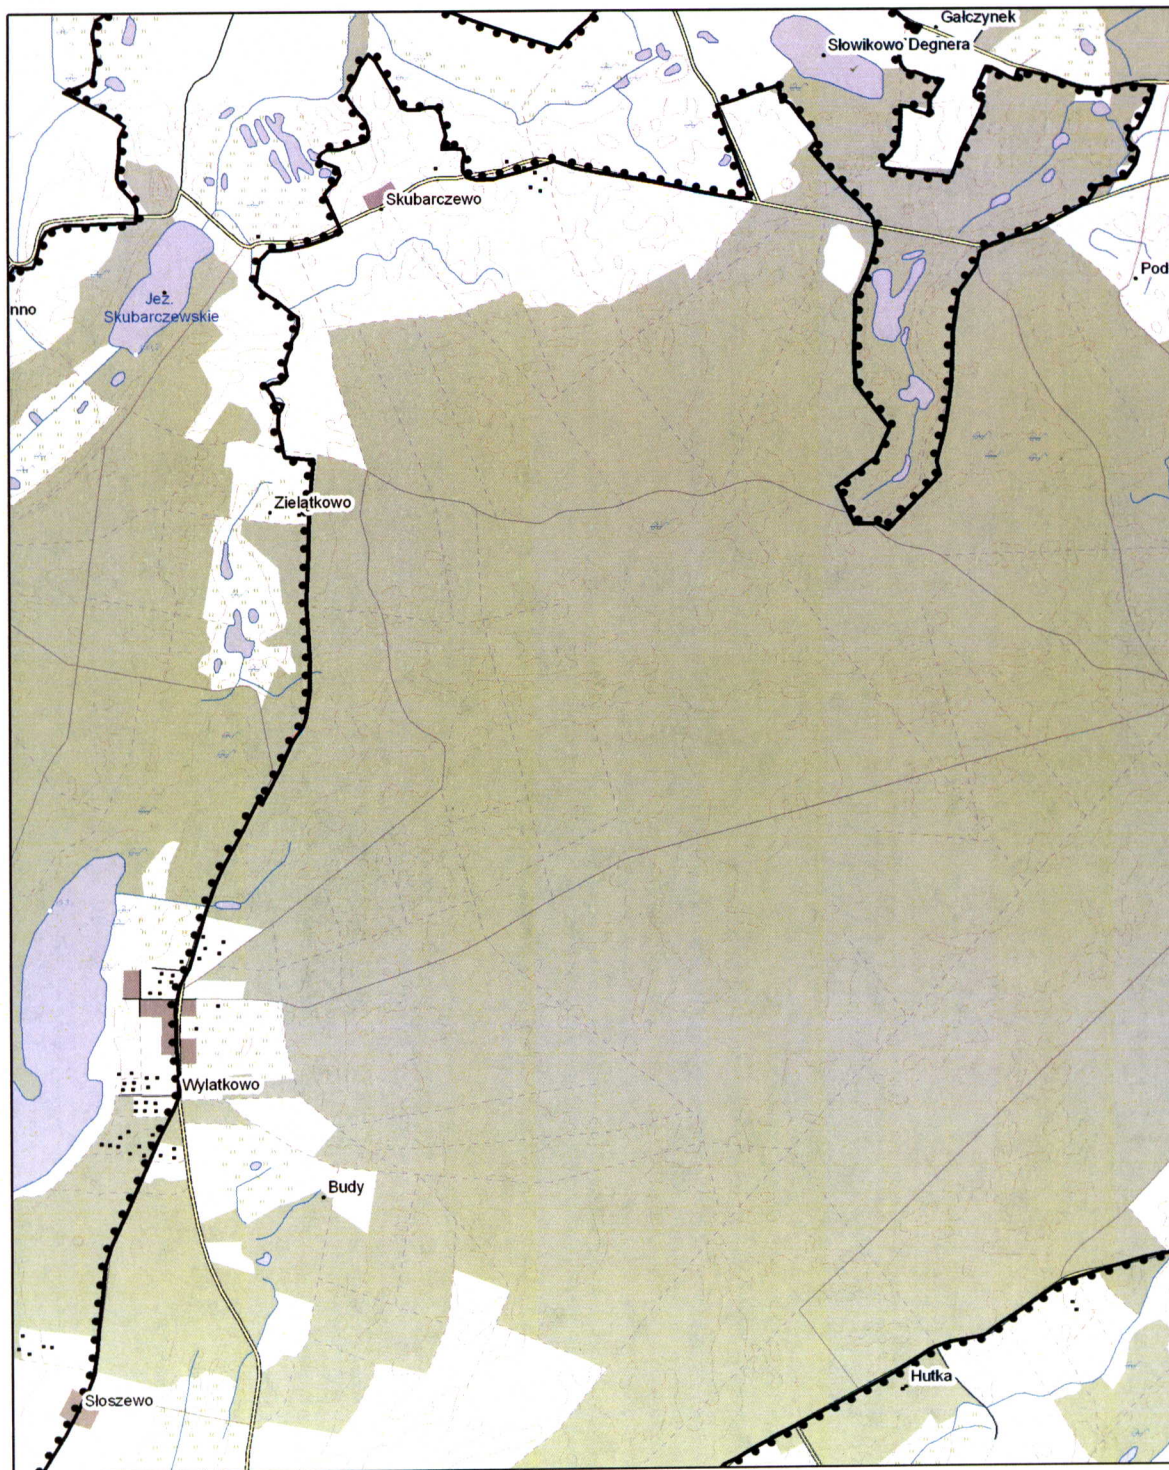 Gałczynek
Słowikowo Degnera
Skubarczewo
Pod
Jez.
Skubarczewskie
nno
Zielątkowo
Wylatkowo
Budy
Hutka
Słoszewo